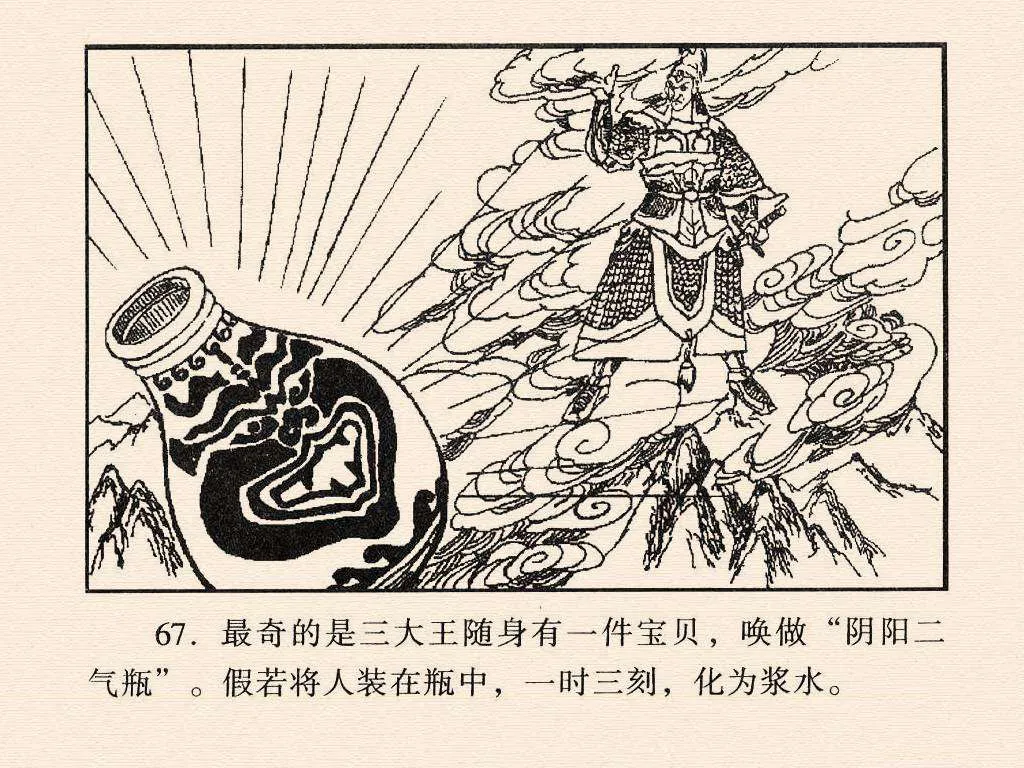 67. 最奇的是三大王随身有一件宝贝，唤做“阴阳二
气瓶”。假若将人装在瓶中，一时三刻，化为浆水。